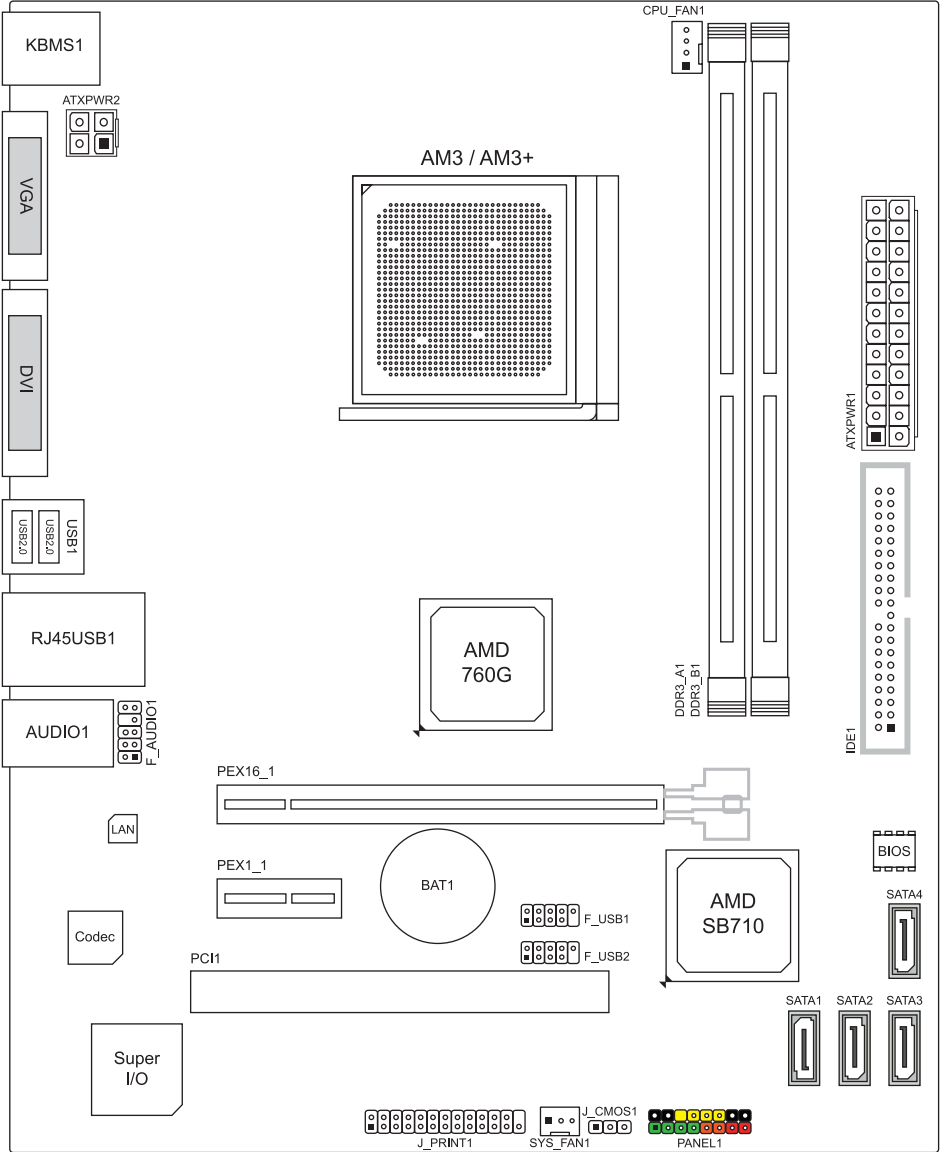 CPU_FAN1
KBMS1
ATXPWR2
AM3 / AM3+
VGA
DVI
ATXPWR1
USB1
USB2.0
USB2.0
RJ45USB1
AMD
760G
DDR3_A1
DDR3_B1
IDE1
AUDIO1
F_AUDIO1
PEX16_1
LAN
BIOS
PEX1_1
BAT1
AMD
SB710
SATA4
F_USB1
Codec
F_USB2
PCI1
SATA1
SATA2
SATA3
Super
I/O
J_CMOS1
J_PRINT1
SYS_FAN1
PANEL1